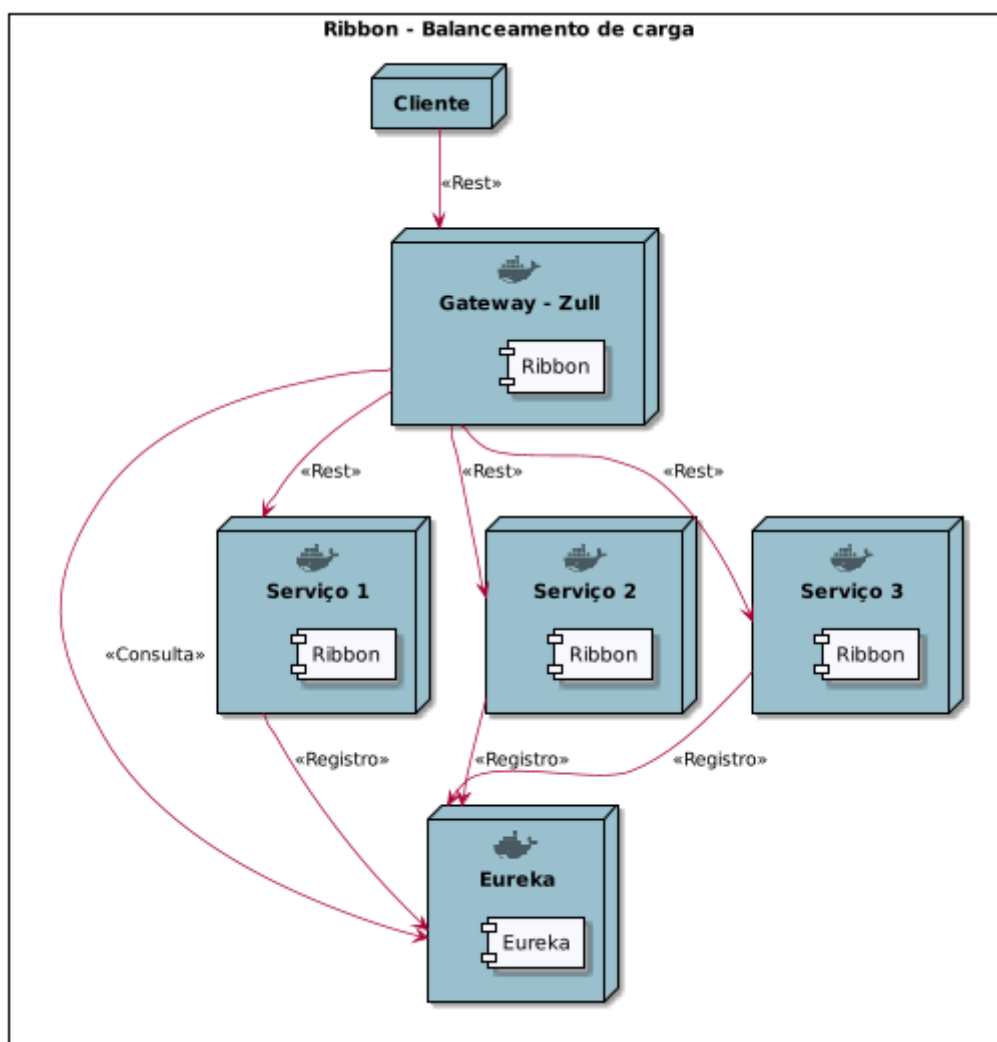 Ribbon - Balanceamento de carga
Cliente
«Rest»
Gateway - Zull
Ribbon
«Rest»
«Rest»
«Rest»
Serviço 1
Ribbon
Serviço 2
Ribbon
Serviço 3
Ribbon
«Consulta»
«Registro»
«Registro»
«Registro»
Eureka
Eureka